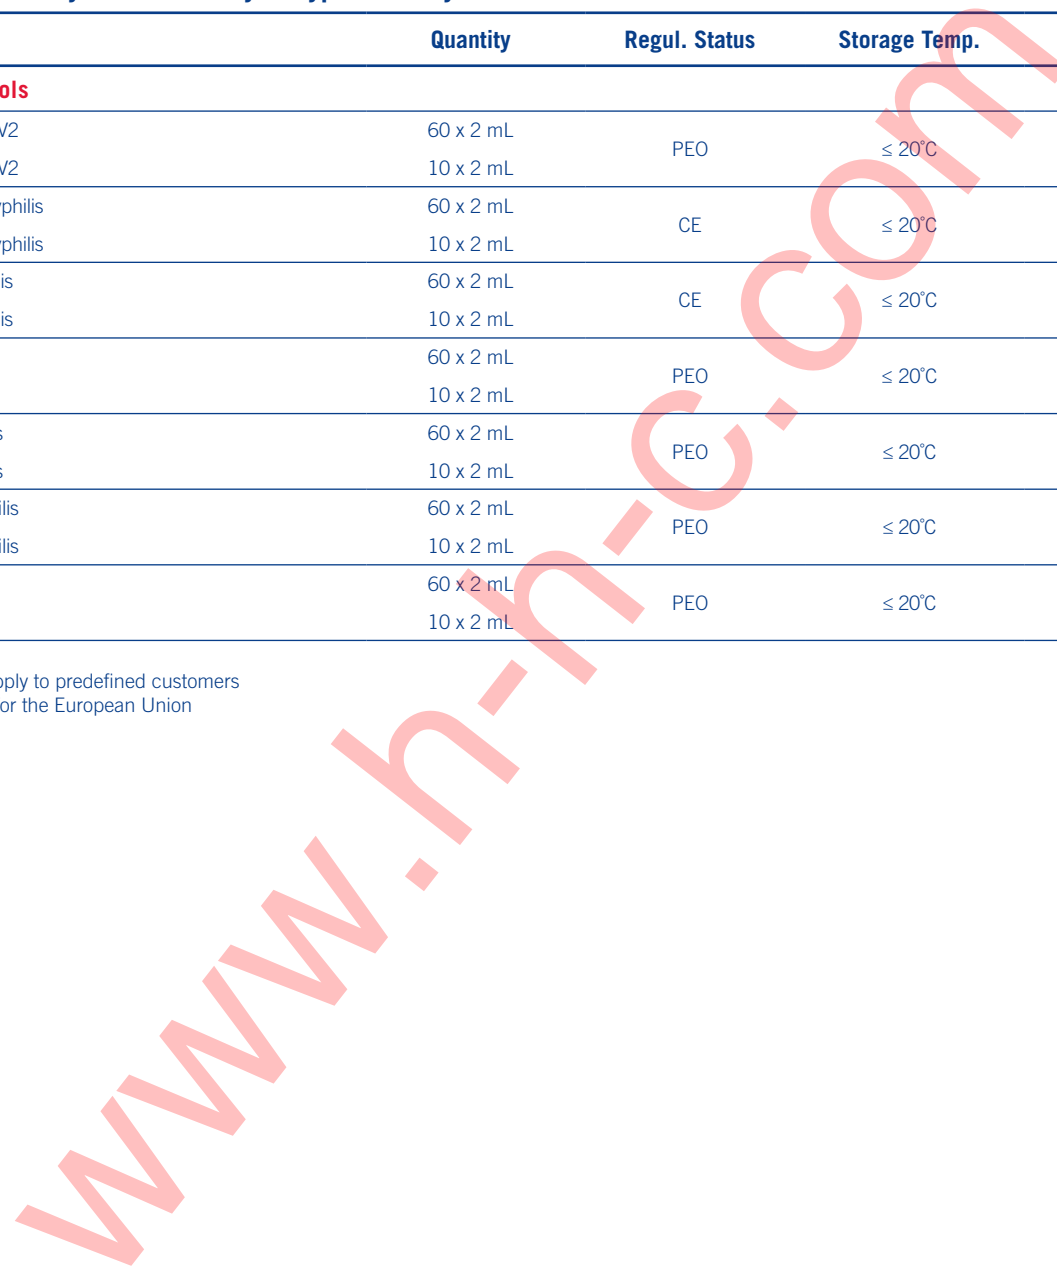 Quantity Regul. Status Storage Temp.
ols
V2 60 x 2 mL
PEO ≤ 20°C
V2 10 x 2 mL
philis 60 x 2 mL
CE ≤ 20°C
philis 10 x 2 mL
is 60 x 2 mL
CE ≤ 20°C
is 10 x 2 mL
60 x 2 mL
PEO ≤ 20°C
10 x 2 mL
s 60 x 2 mL
PEO ≤ 20°C
s 10 x 2 mL
ilis 60 x 2 mL
PEO ≤ 20°C
ilis 10 x 2 mL
60 x 2 mL
PEO ≤ 20°C
10 x 2 mL
pply to predefined customers
or the European Union
www.h-h-c.com